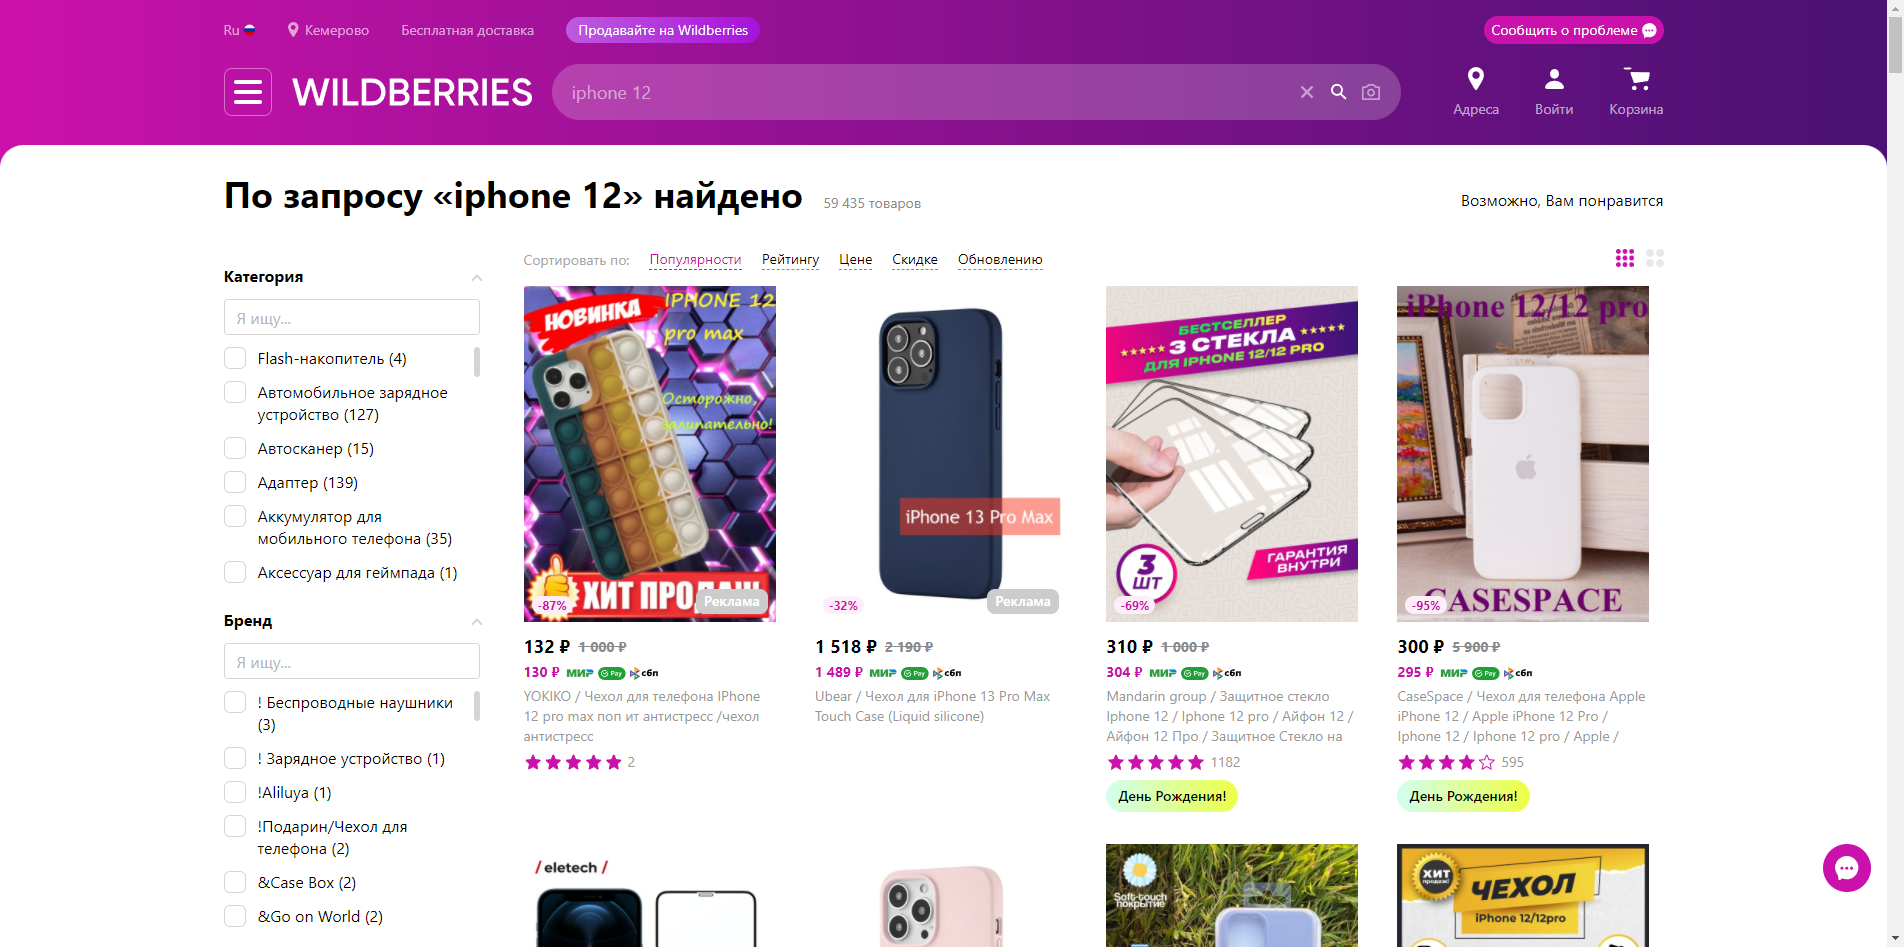 Ru
Кемерово
Бесплатная доставка
Продавайте на Wildberries
Сообщить о проблеме
WILDBERRIES
iphone 12
Адреса
Войти
Корзина
По запросу «iphone 12» найдено
59 435 товаров
Возможно, Вам понравится
Сортировать по:
Популярности
Рейтингу
Цене
Скидке
Обновлению
Категория
Я ищу...
Flash-накопитель (4)
Автомобильное зарядное
устройство (127)
Автосканер (15)
Адаптер (139)
Аккумулятор для
мобильного телефона (35)
Аксессуар для геймпада (1)
Бренд
Я ищу...
! Беспроводные наушники
(3)
! Зарядное устройство (1)
!Aliluya (1)
!Подарин/Чехол для
телефона (2)
&Case Box (2)
&Go on World (2)
IPHONE 12
pro max
НОВИНКА
Осторожно,
залипательно!
ХИТ ПРОДАЖ
-87%
Реклама
132 ₽ 1 000 ₽
130 ₽ МИР Pay сбп
YOKIKO / Чехол для телефона IPhone
12 pro max поп ит антистресс /чехол
антистресс
2
iPhone 13 Pro Max
-32%
Реклама
1 518 ₽ 2 190 ₽
1 489 ₽ МИР Pay сбп
Ubear / Чехол для iPhone 13 Pro Max
Touch Case (Liquid silicone)
БЕСТСЕЛЛЕР
3 СТЕКЛА
ДЛЯ IPHONE 12/12 PRO
3
ШТ
ГАРАНТИЯ
ВНУТРИ
-69%
310 ₽ 1 000 ₽
304 ₽ МИР Pay сбп
Mandarin group / Защитное стекло
Iphone 12 / Iphone 12 pro / Айфон 12 /
Айфон 12 Про / Защитное Стекло на
1182
День Рождения!
iPhone 12/12 pro
CASESPACE
-95%
300 ₽ 5 900 ₽
295 ₽ МИР Pay сбп
CaseSpace / Чехол для телефона Apple
iPhone 12 / Apple iPhone 12 Pro /
Iphone 12 / Iphone 12 pro / Apple /
595
День Рождения!
/ eletech /
Soft-touch
покрытие
ХИТ
продаж!
ЧЕХОЛ
iPhone 12/12pro